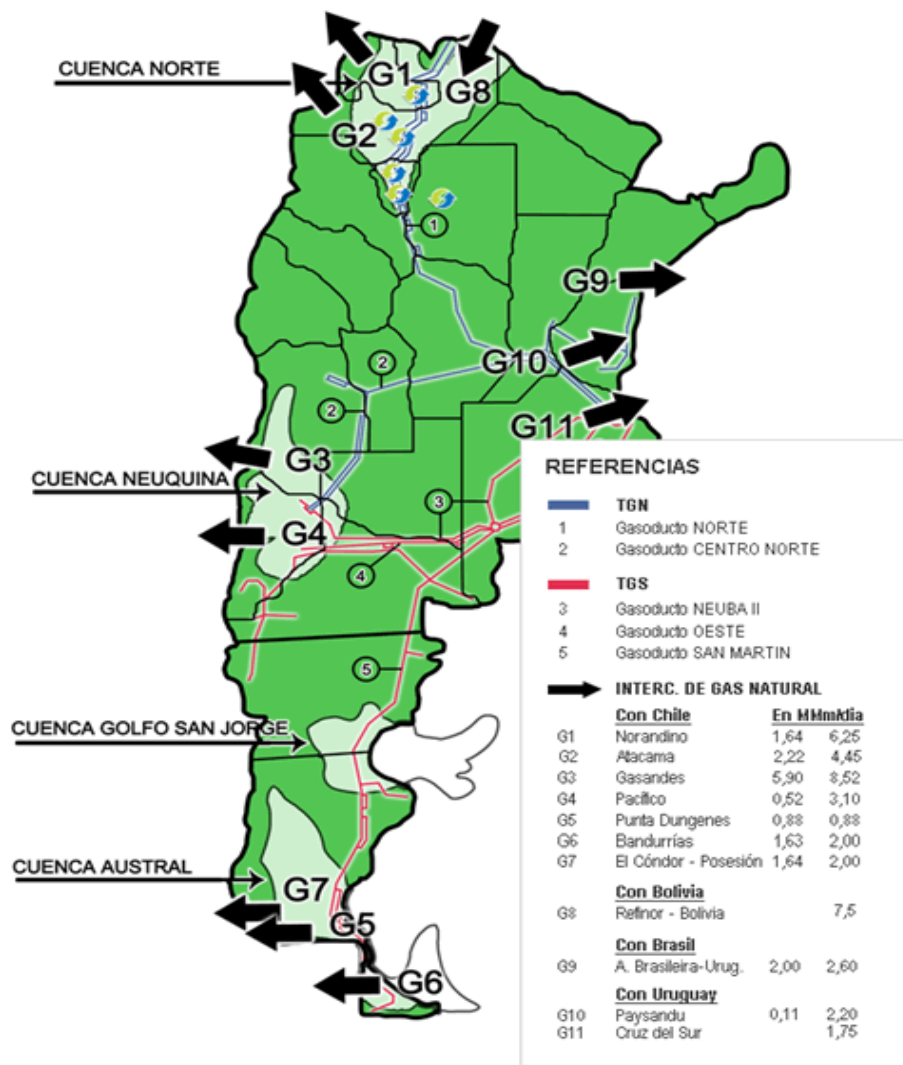 CUENCA NORTE
G1
G8
G2
1
G9
G10
2
2
G11
G3
CUENCA NEUQUINA
G4
3
4
5
CUENCA GOLFO SAN JORGE
CUENCA AUSTRAL
G7
G5
G6
REFERENCIAS
TGN
1 Gasoducto NORTE
2 Gasoducto CENTRO NORTE
TGS
3 Gasoducto NEUBA II
4 Gasoducto OESTE
5 Gasoducto SAN MARTIN
INTERC. DE GAS NATURAL
Con Chile En
G1 Norandino 1,64 6,25
G2 Atacama 2,22 4,45
G3 Gasandes 5,90 8,52
G4 Pacífico 0,52 3,10
G5 Punta Dungenes 0,88 0,88
G6 Bandurrías 1,63 2,00
G7 El Cóndor - Posesión 1,64 2,00
Con Bolivia
G8 Refinor - Bolivia 7,5
Con Brasil
G9 A. Brasileira-Urug. 2,00 2,60
Con Uruguay
G10 Paysandu 0,11 2,20
G11 Cruz del Sur 1,75